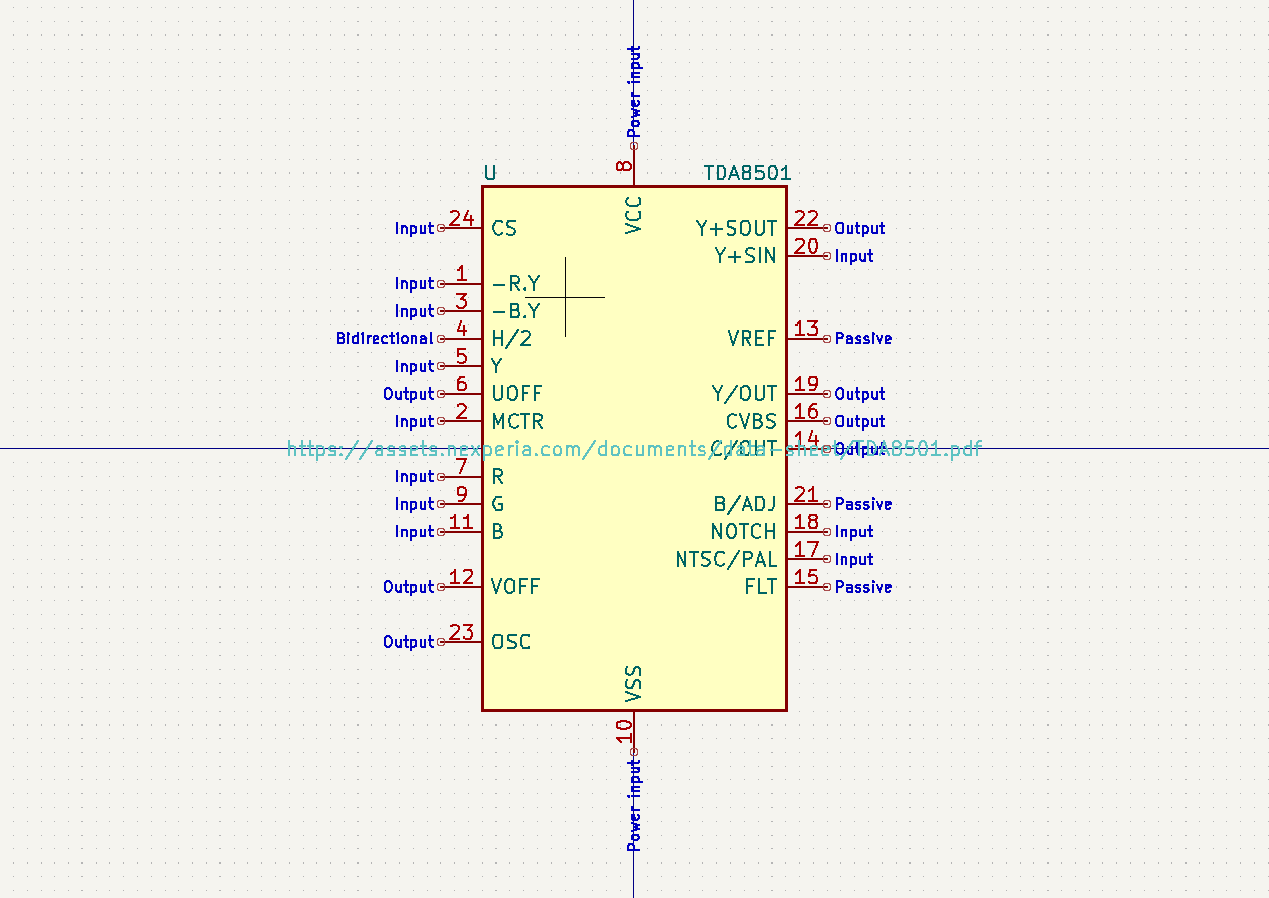 Power input
8
U TDA8501
VCC
Input 24 CS Y+SOUT 22 Output
Y+SIN 20 Input
Input 1 -R.Y
Input 3 -B.Y
Bidirectional 4 H/2 VREF 13 Passive
Input 5 Y
Output 6 UOFF Y/OUT 19 Output
Input 2 MCTR CVBS 16 Output
C/OUT 14 Output
https://assets.nexperia.com/documents/data-sheet/TDA8501.pdf
Input 7 R
Input 9 G B/ADJ 21 Passive
Input 11 B NOTCH 18 Input
NTSC/PAL 17 Input
Output 12 VOFF FLT 15 Passive
Output 23 OSC
VSS
10
Power input